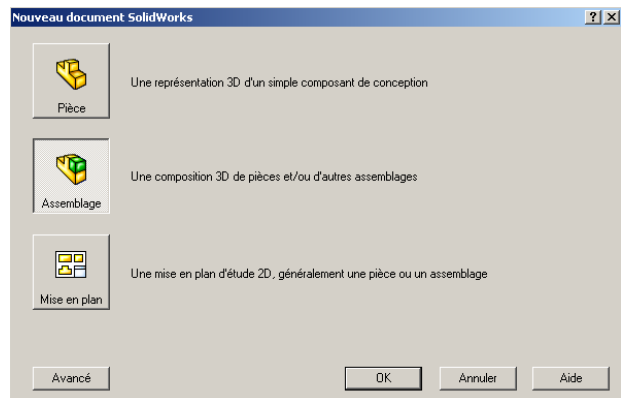 Nouveau document SolidWorks
Pièce
Une représentation 3D d'un simple composant de conception
Assemblage
Une composition 3D de pièces et/ou d'autres assemblages
Mise en plan
Une mise en plan d'étude 2D, généralement une pièce ou un assemblage
Avancé OK Annuler Aide